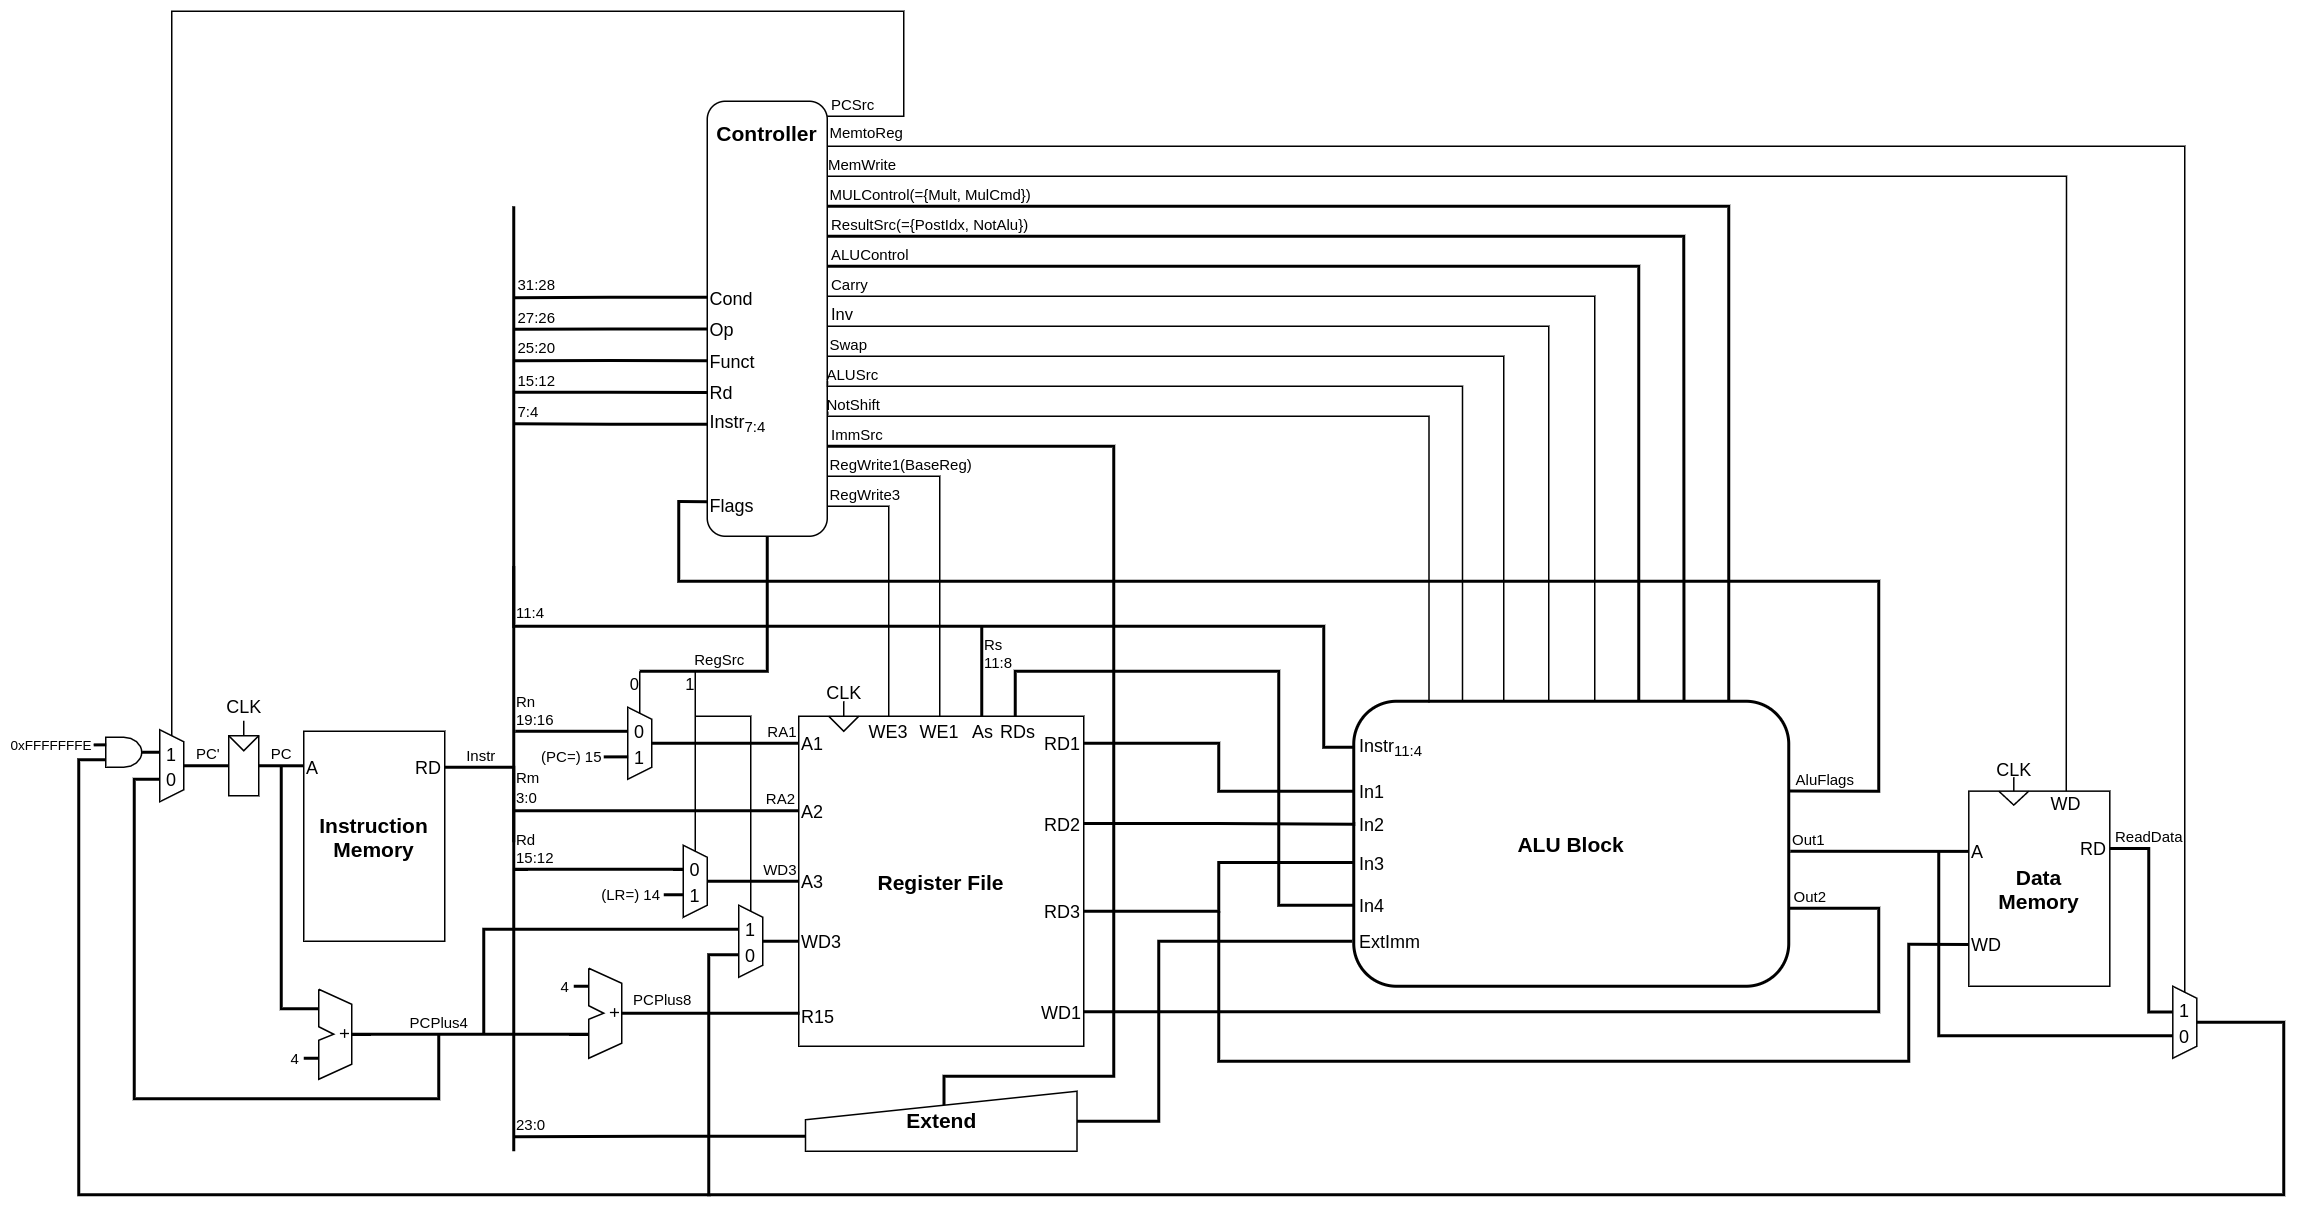 PCSrc
Controller
MemtoReg
MemWrite
MULControl(={Mult, MulCmd})
ResultSrc(={PostIdx, NotAlu})
ALUControl
31:28
Carry
Cond
27:26
Inv
Op
25:20
Swap
Funct
15:12
ALUSrc
Rd
7:4
NotShift
Instr7:4
ImmSrc
RegWrite1(BaseReg)
RegWrite3
Flags
11:4
Rs
11:8
RegSrc
0
1
CLK
CLK
Rn
19:16
0
1
(PC=) 15
RA1
A1
WE3
WE1
As
RDs
RD1
Instr11:4
0xFFFFFFFE
1
0
PC'
PC
A
RD
Instr
Instruction
Memory
Rm
3:0
RA2
A2
RD2
In1
In2
AluFlags
CLK
WD
Rd
15:12
0
1
(LR=) 14
WD3
A3
Register File
In3
ALU Block
Out1
A
RD
ReadData
Data
Memory
RD3
In4
Out2
1
0
WD3
ExtImm
WD
4
+
PCPlus8
R15
WD1
1
0
PCPlus4
+
4
23:0
Extend